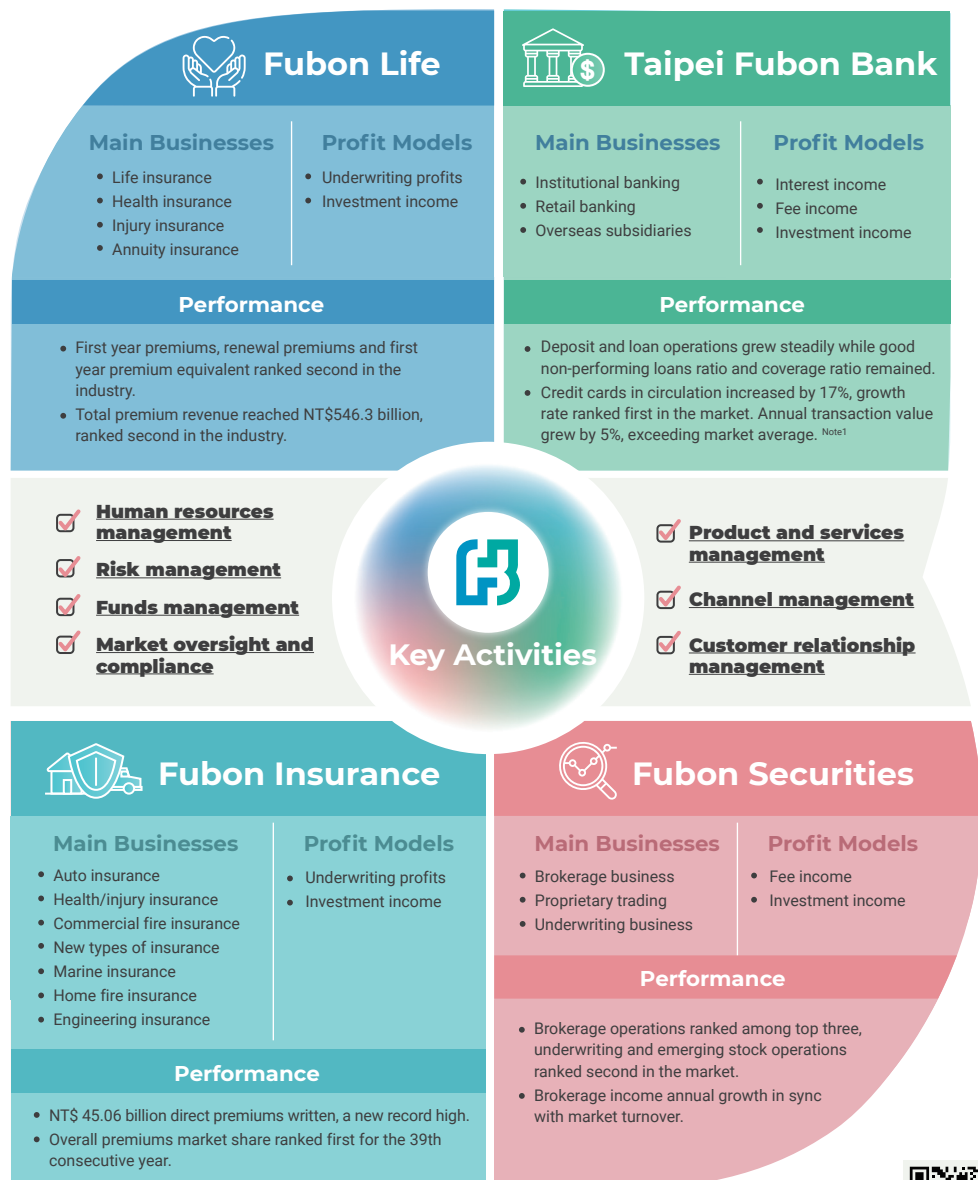 Fubon Life
Main Businesses
• Life insurance
• Health insurance
• Injury insurance
• Annuity insurance
Profit Models
• Underwriting profits
• Investment income
Performance
• First year premiums, renewal premiums and first
year premium equivalent ranked second in the
industry.
• Total premium revenue reached NT$546.3 billion,
ranked second in the industry.
$
Taipei Fubon Bank
Main Businesses
• Institutional banking
• Retail banking
• Overseas subsidiaries
Profit Models
• Interest income
• Fee income
• Investment income
Performance
• Deposit and loan operations grew steadily while good
non-performing loans ratio and coverage ratio remained.
• Credit cards in circulation increased by 17%, growth
rate ranked first in the market. Annual transaction value
grew by 5%, exceeding market average. Note1
Human resources
management
Risk management
Funds management
Market oversight and
compliance
Key Activities
Product and services
management
Channel management
Customer relationship
management
Fubon Insurance
Main Businesses
• Auto insurance
• Health/injury insurance
• Commercial fire insurance
• New types of insurance
• Marine insurance
• Home fire insurance
• Engineering insurance
Profit Models
• Underwriting profits
• Investment income
Performance
• NT$ 45.06 billion direct premiums written, a new record high.
• Overall premiums market share ranked first for the 39th
consecutive year.
Fubon Securities
Main Businesses
• Brokerage business
• Proprietary trading
• Underwriting business
Profit Models
• Fee income
• Investment income
Performance
• Brokerage operations ranked among top three,
underwriting and emerging stock operations
ranked second in the market.
• Brokerage income annual growth in sync
with market turnover.